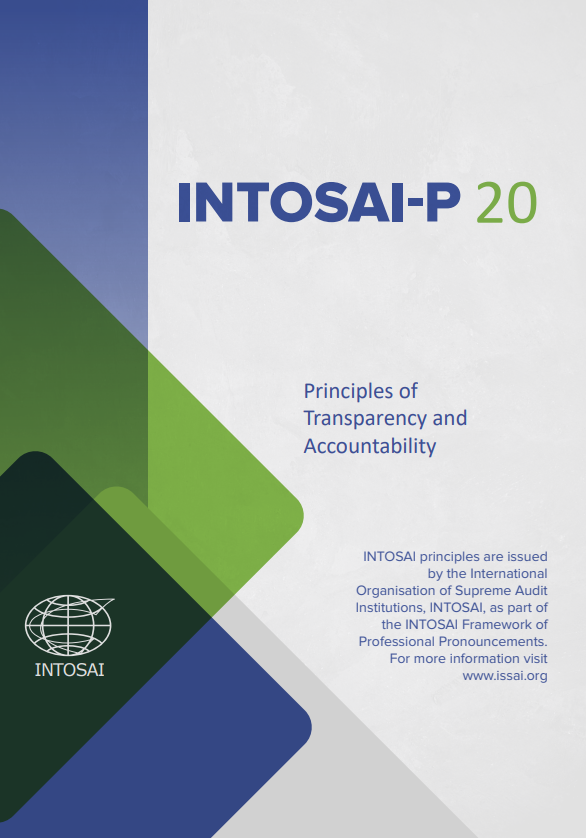 INTOSAI-P 20
Principles of
Transparency and
Accountability
INTOSAI principles are issued
by the International
Organisation of Supreme Audit
Institutions, INTOSAI, as part of
the INTOSAI Framework of
Professional Pronouncements.
For more information visit
www.issai.org
INTOSAI